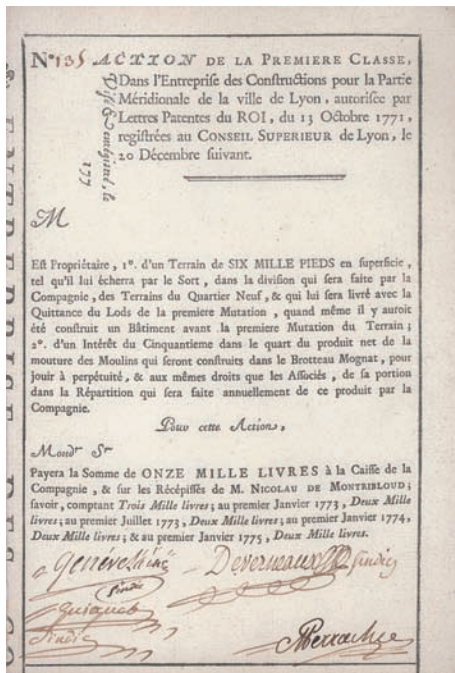 N° 135 ACTION DE LA PREMIERE CLASSE,
Dans l'Entreprise des Constructions pour la Partie
Méridionale de la ville de Lyon, autorisée par
Lettres Patentes du ROI, du 13 Octobre 1771,
registrées au CONSEIL SUPERIEUR de Lyon, le
20 Décembre suivant.
enrégistré, le
177
M
Est Propriétaire, 1°. d'un Terrain de SIX MILLE PIEDS en superficie,
tel qu'il lui écherra par le Sort, dans la division qui sera faite par la
Compagnie, des Terrains du Quartier Neuf, & qui lui sera livré avec la
Quittance du Lods de la premiere Mutation, quand même il y auroit
été construit un Bâtiment avant la premiere Mutation du Terrain;
2°. d'un Intérêt du Cinquantieme dans le quart du produit net de la
mouture des Moulins qui seront construits dans le Brotteau Mognat, pour
jouir à perpétuité, & aux mêmes droits que les Associés, de sa portion
dans la Répartition qui sera faite annuellement de ce produit par la
Compagnie.
Pour cette Action,
Mondr Sr
Payera la Somme de ONZE MILLE LIVRES à la Caisse de la
Compagnie, & sur les Récépissés de M. NICOLAU DE MONTRIBLOUD;
savoir, comptant Trois Mille livres; au premier Janvier 1773, Deux Mille
livres; au premier Juillet 1773, Deux Mille livres; au premier Janvier 1774,
Deux Mille livres; & au premier Janvier 1775, Deux Mille livres.
Sindic
Sindic
Sindic
Perrache